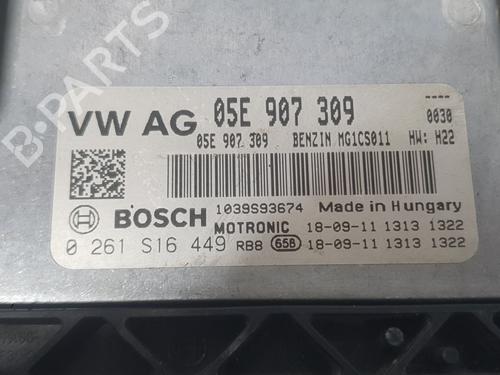 B-PARTS
----
VW AG 05E 907 309 0030
05E 907 309 BENZIN MG1CS011 HW: H22
1039S93674 Made in Hungary
BOSCH MOTRONIC 18-09-11 1313 1322
0 261 S16 449 RB8 65B 18-09-11 1313 1322